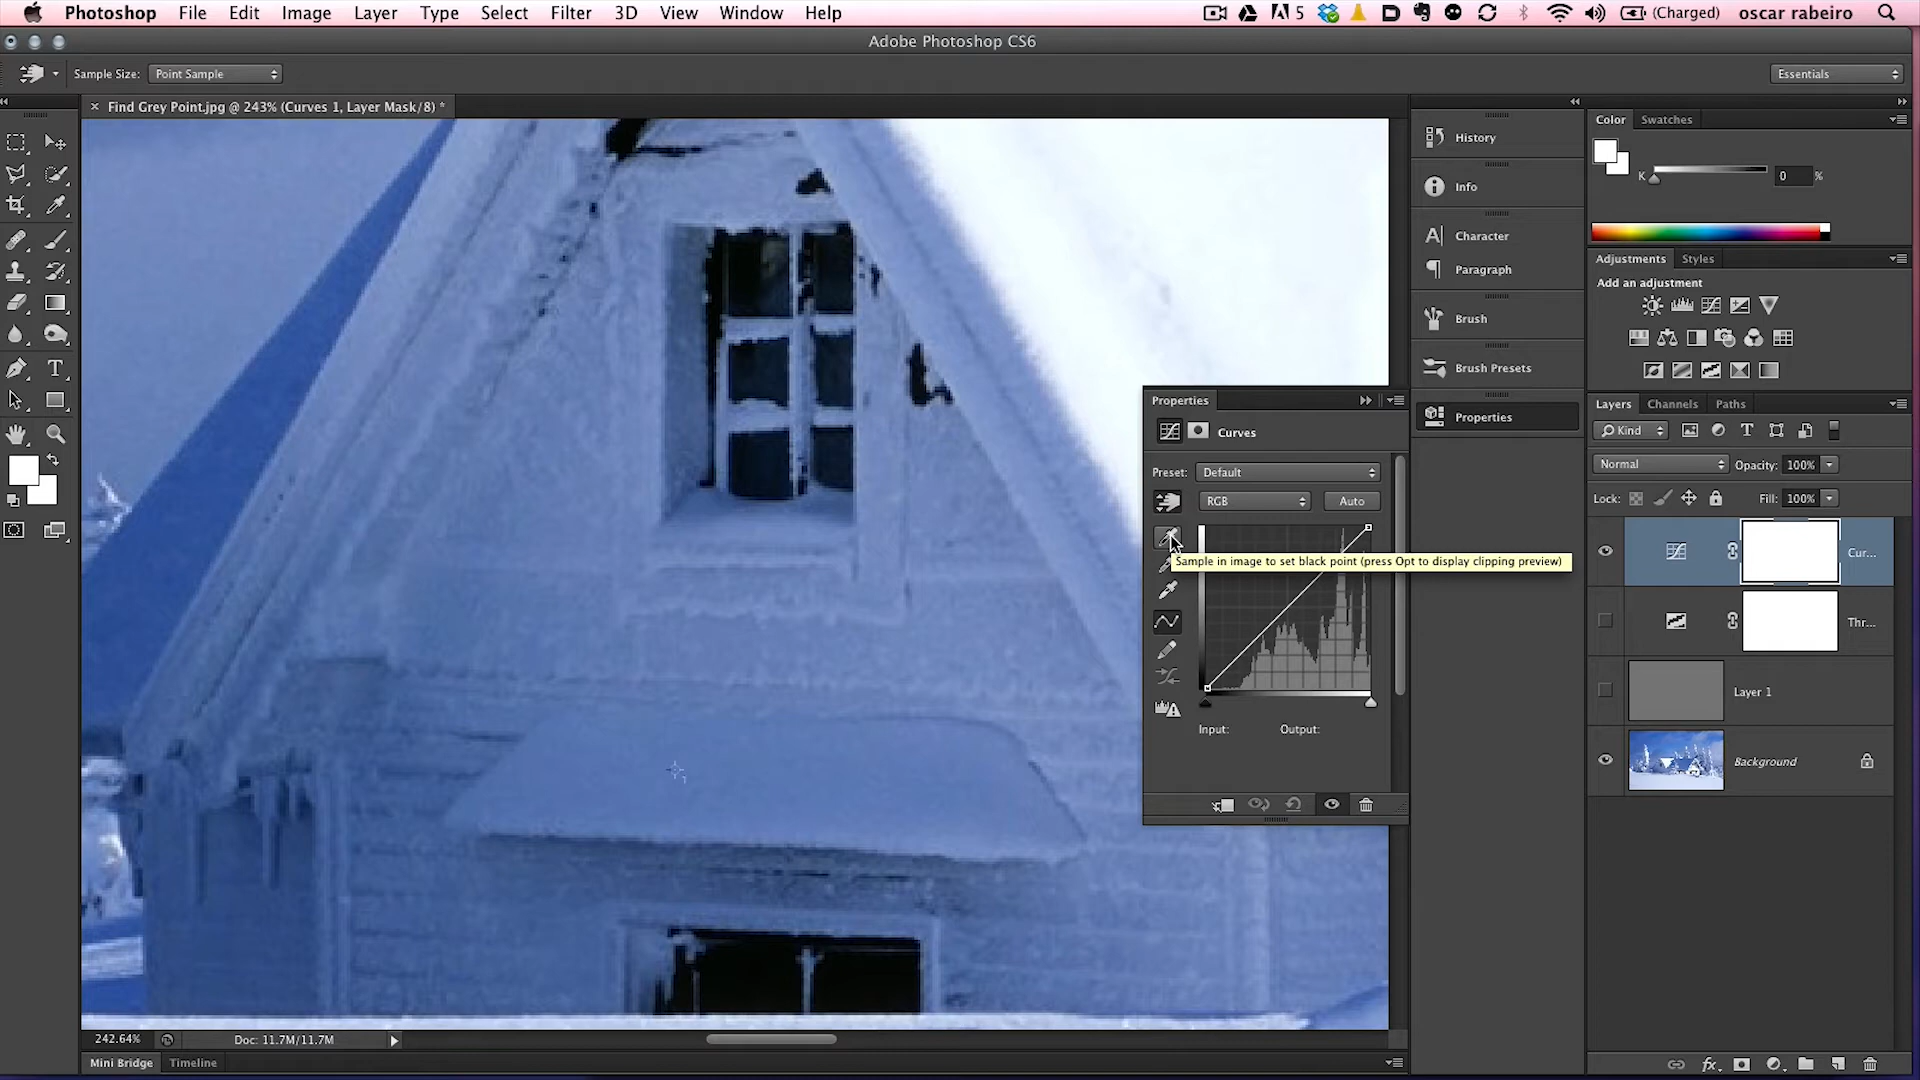 Photoshop File Edit Image Layer Type Select Filter 3D View Window Help 5 (Charged) oscar rabeiro
Adobe Photoshop CS6
Sample Size: Point Sample Essentials
× Find Grey Point.jpg @ 243% (Curves 1, Layer Mask/8) *
History
Info
Character
Paragraph
Brush
Brush Presets
Properties
Color Swatches
K 0 %
Adjustments Styles
Add an adjustment
Properties
Curves
Preset: Default
RGB Auto
Sample in image to set black point (press Opt to display clipping preview)
Input: Output:
Layers Channels Paths
Kind
Normal Opacity: 100%
Lock: Fill: 100%
Cur...
Thr...
Layer 1
Background
242.64% Doc: 11.7M/11.7M
Mini Bridge Timeline